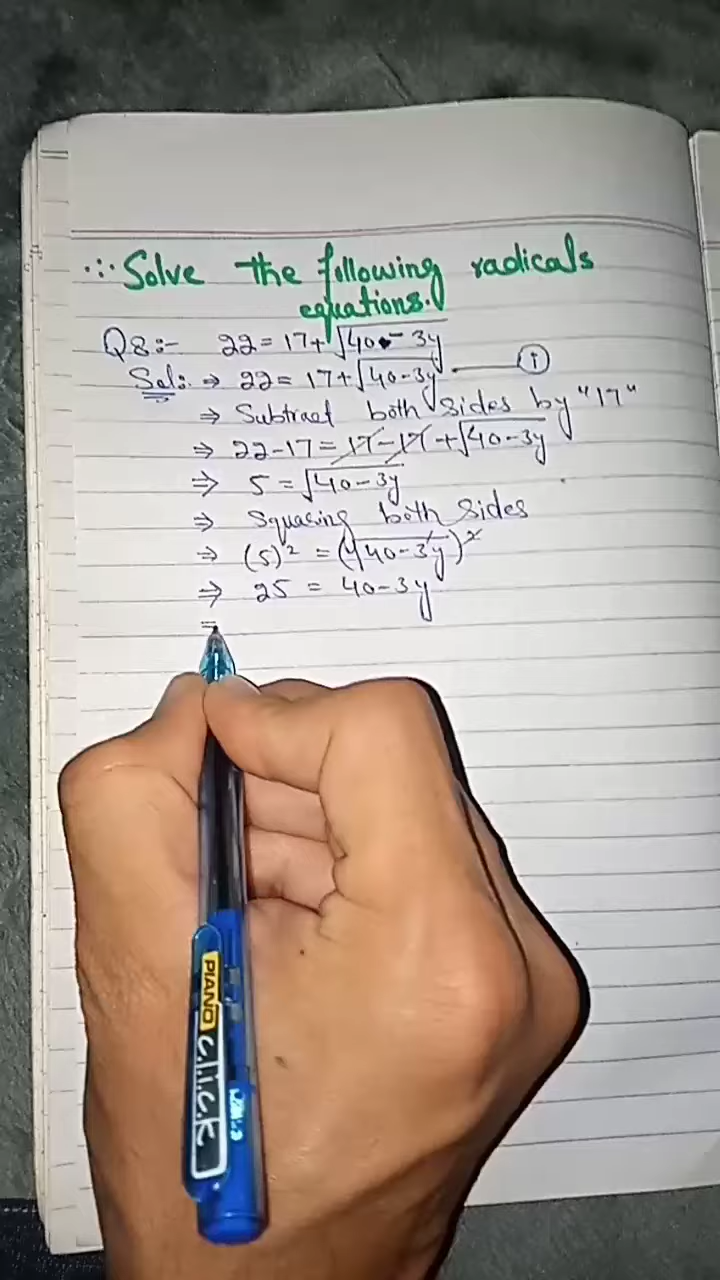 ∴ Solve the following radicals
equations.
Q8:- 22 = 17 + √40 - 3y
Sol: ⇒ 22 = 17 + √40-3y —— (i)
⇒ Subtract both sides by "17"
⇒ 22-17 = 17-17 + √40-3y
⇒ 5 = √40-3y
⇒ Squaring both sides
⇒ (5)² = (√40-3y)²
⇒ 25 = 40-3y
=
PIANO
click